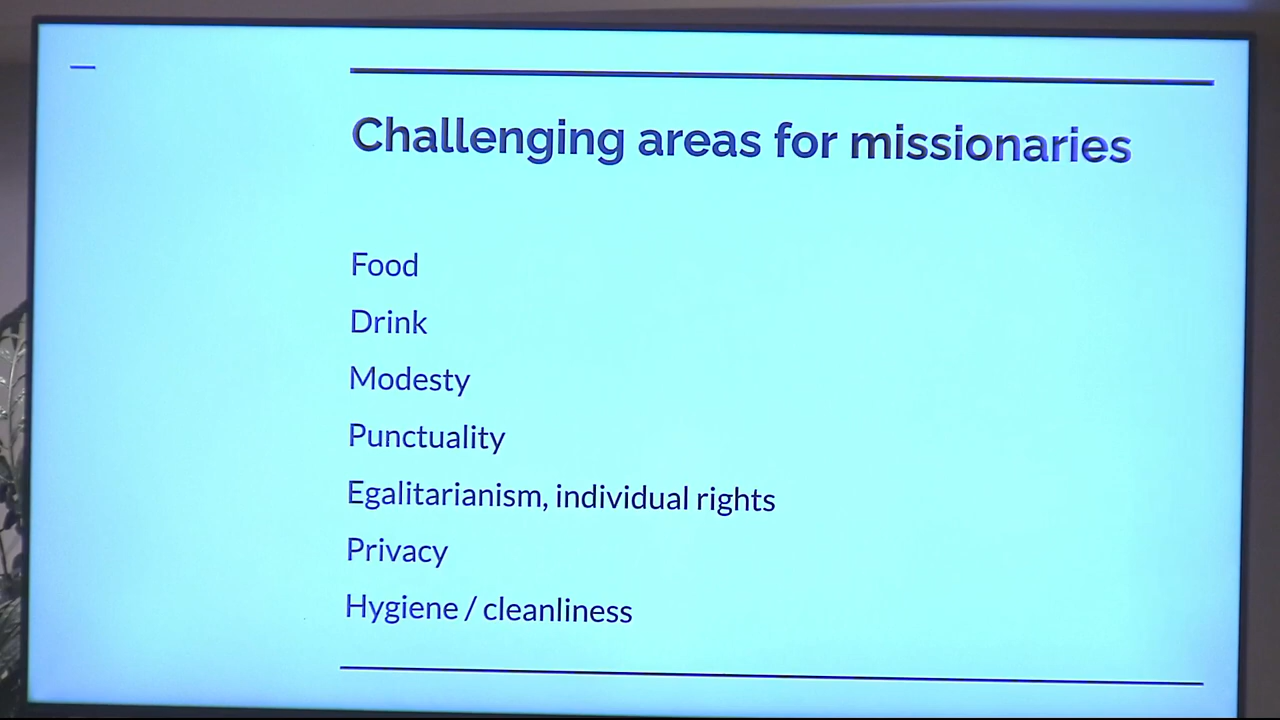 Challenging areas for missionaries
Food
Drink
Modesty
Punctuality
Egalitarianism, individual rights
Privacy
Hygiene / cleanliness